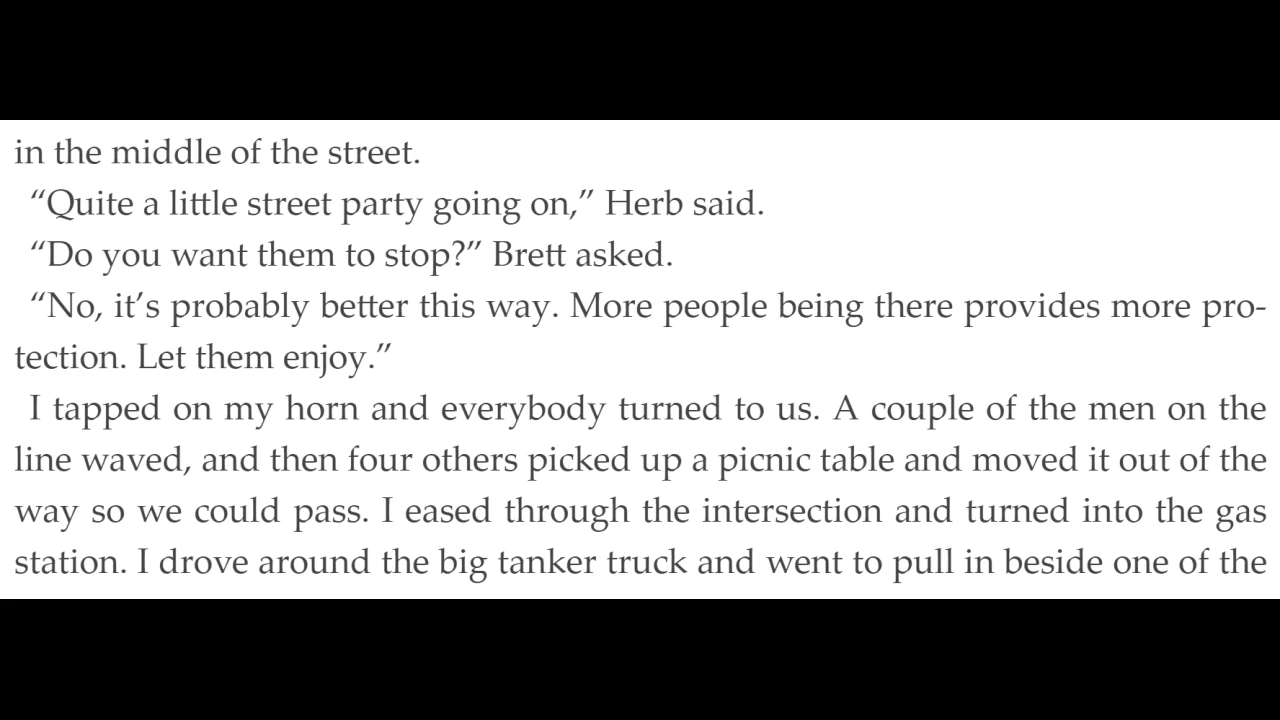 in the middle of the street.
“Quite a little street party going on,” Herb said.
“Do you want them to stop?” Brett asked.
“No, it’s probably better this way. More people being there provides more pro-
tection. Let them enjoy.”
I tapped on my horn and everybody turned to us. A couple of the men on the
line waved, and then four others picked up a picnic table and moved it out of the
way so we could pass. I eased through the intersection and turned into the gas
station. I drove around the big tanker truck and went to pull in beside one of the